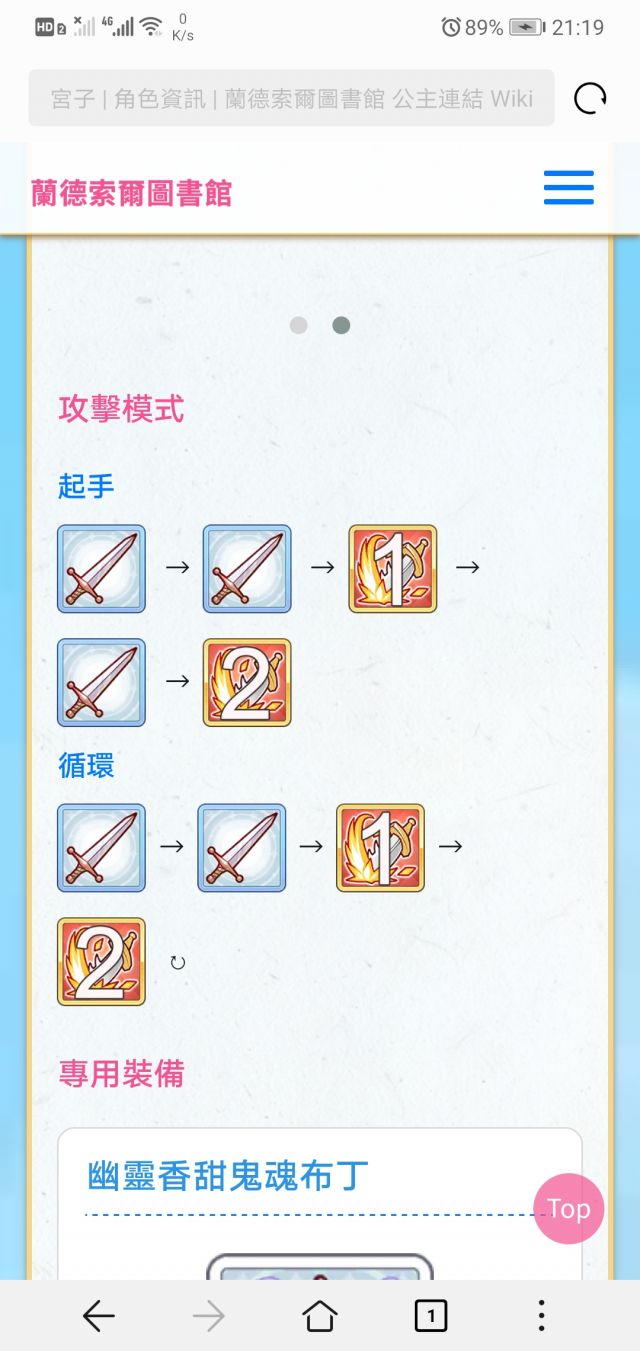 HD 2 4G 0 K/s 89% 21:19
宮子 | 角色資訊 | 蘭德索爾圖書館 公主連結 Wiki
蘭德索爾圖書館
攻擊模式
起手
→ → 1 →
→ 2
循環
→ → 1 →
2 ↻
專用裝備
幽靈香甜鬼魂布丁
Top
1